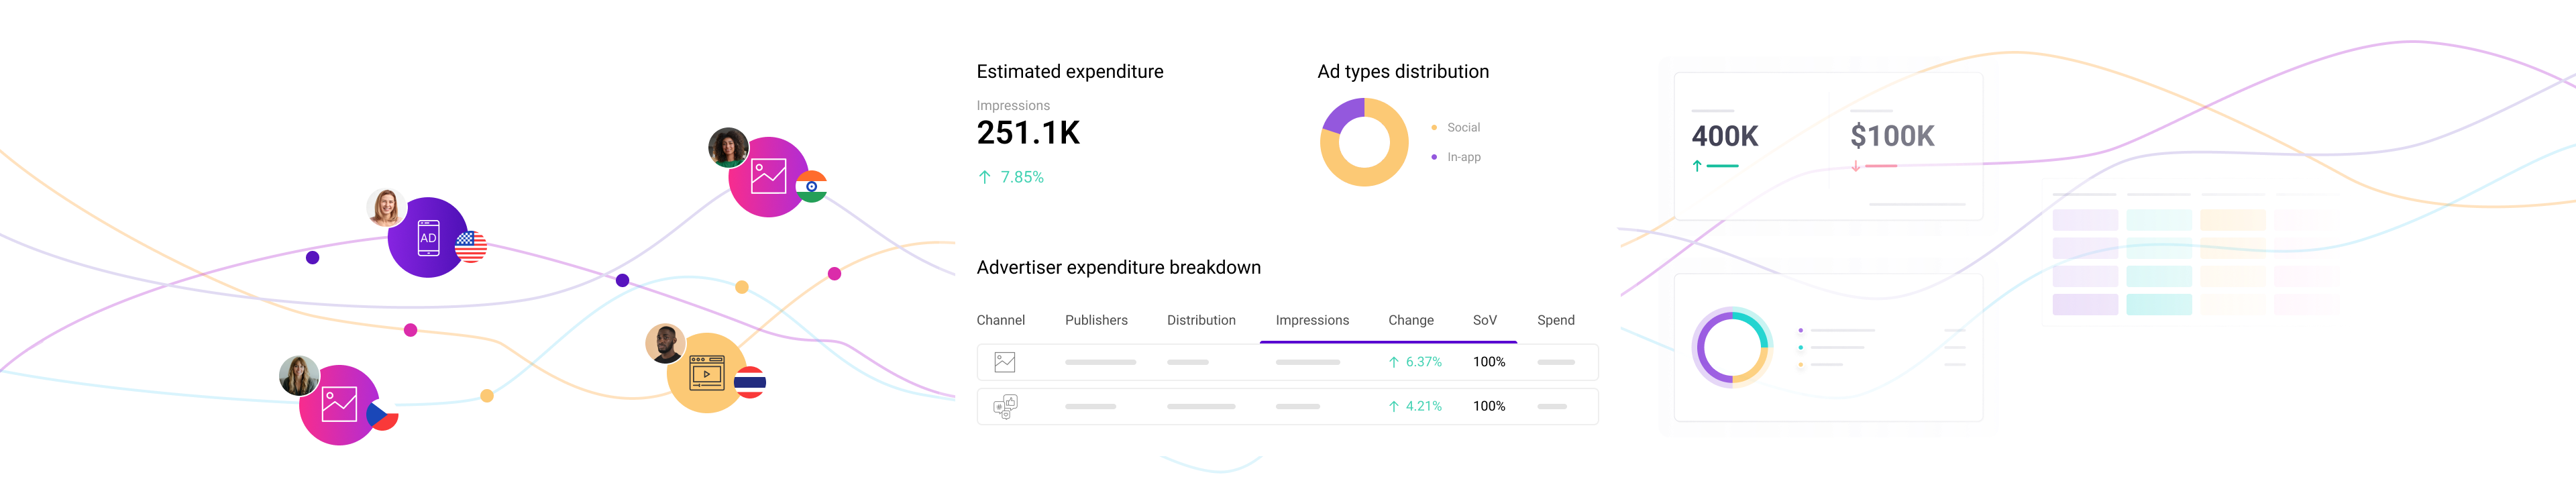 AD
Estimated expenditure
Impressions
251.1K
↑ 7.85%
Ad types distribution
Social
In-app
Advertiser expenditure breakdown
Channel Publishers Distribution Impressions Change SoV Spend
↑ 6.37% 100%
↑ 4.21% 100%
400K
$100K